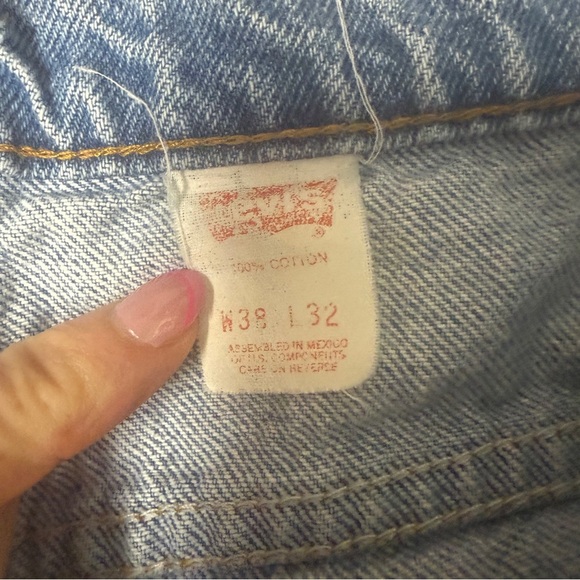 LEVI'S
®
100% COTTON
W38 L32
ASSEMBLED IN MEXICO
OF U.S. COMPONENTS
CARE ON REVERSE